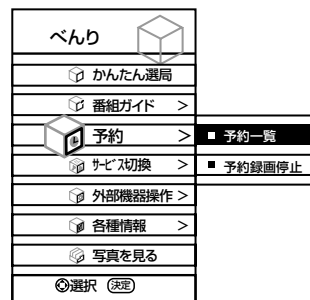 べんり
かんたん選局
番組ガイド >
予約 >
■ 予約一覧
■ 予約録画停止
サービス切換 >
外部機器操作 >
各種情報 >
写真を見る
選択 決定